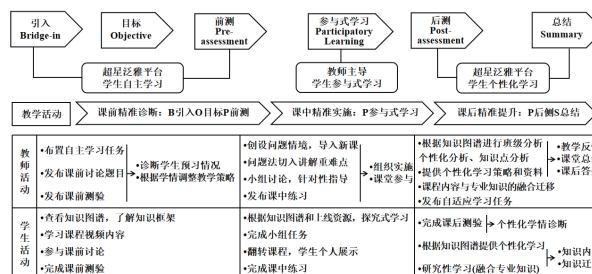 引入
Bridge-in
目标
Objective
前测
Pre-
assessment
参与式学习
Participatory
Learning
后测
Post-
assessment
总结
Summary
超星泛雅平台
学生自主学习
教师主导
学生参与式学习
超星泛雅平台
学生个性化学习
教学活动
课前精准诊断：B引入O目标P前测
课中精准实施：P参与式学习
课后精准提升：P后侧S总结
教师活动
•布置自主学习任务
•发布课前讨论题目
•发布课前测验
•诊断学生预习情况
•根据学情调整教学策略
•创设问题情境，导入新课
•问题法切入讲解重难点
•小组讨论，针对性指导
•发布课中练习
•组织实施
•课堂参与
•根据知识图谱进行班级分析
个性化分析、知识点分析
•提供个性化学习策略和资料
•课程内容与专业知识的融合迁移
•发布自适应学习任务
•教学反
•课堂总
•课后答
学生活动
•查看知识图谱，了解知识框架
•学习课程视频内容
•参与课前讨论
•完成课前测验
•根据知识图谱和上线资源，探究式学习
•完成小组任务
•翻转课程，学生个人展示
•完成课中练习
•完成课后测验
•个性化学情诊断
•根据知识图谱提供个性化学习
•研究性学习(融合专业知识)
•知识内
•知识迁